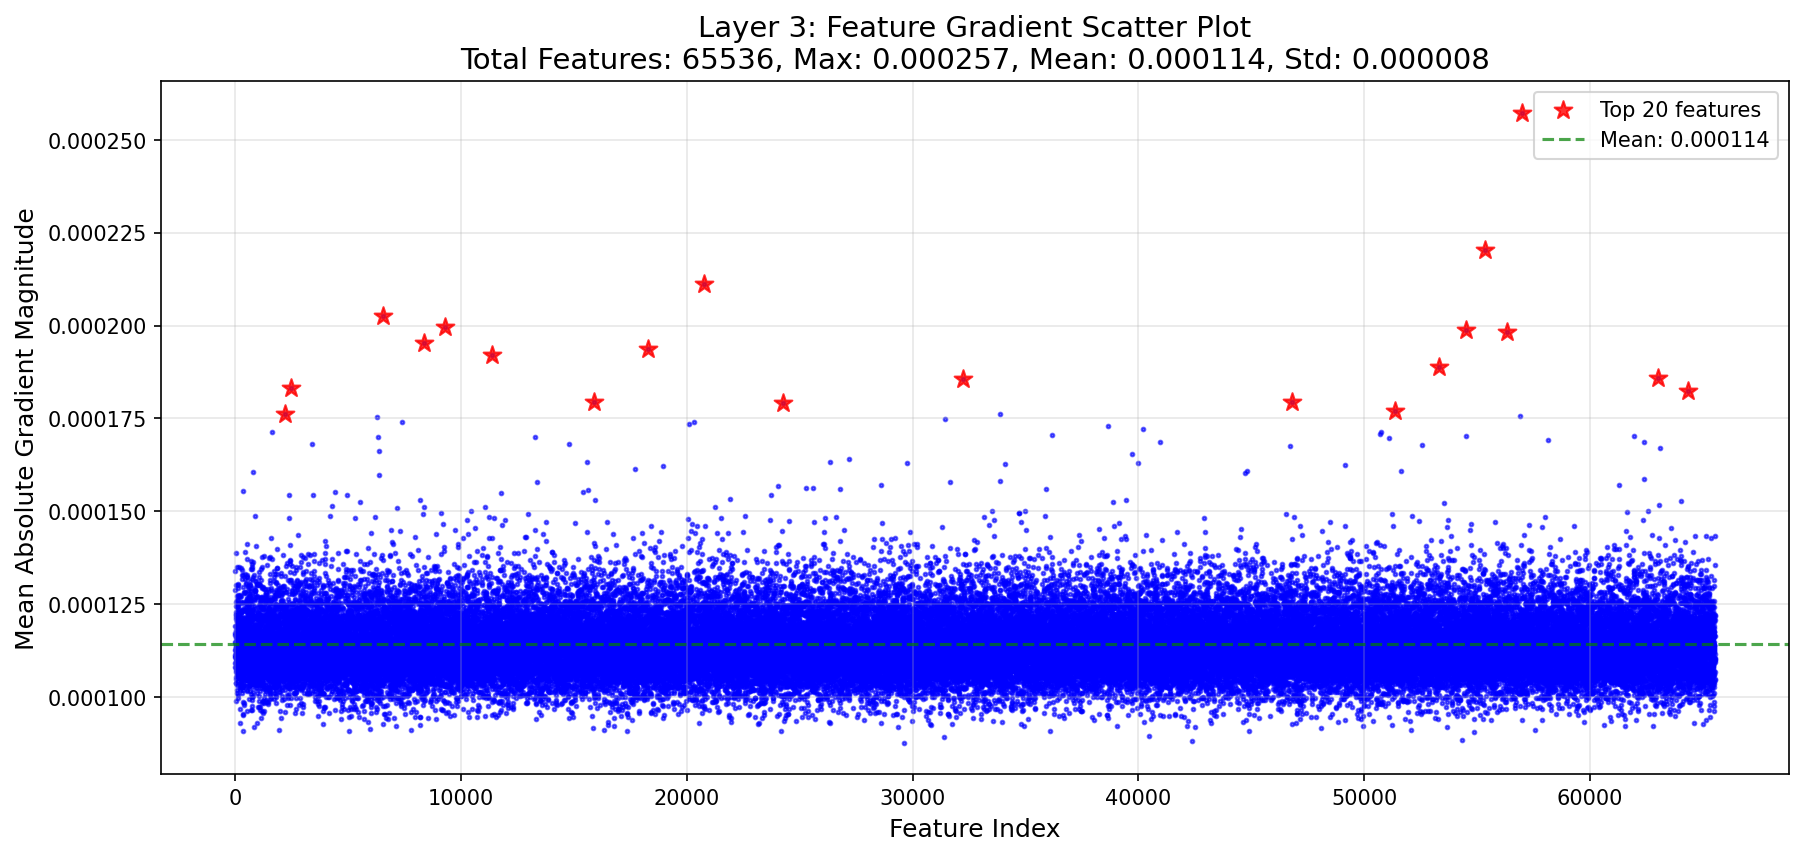 Layer 3: Feature Gradient Scatter Plot
Total Features: 65536, Max: 0.000257, Mean: 0.000114, Std: 0.000008
Top 20 features
Mean: 0.000114
Mean Absolute Gradient Magnitude
0.000250
0.000225
0.000200
0.000175
0.000150
0.000125
0.000100
0 10000 20000 30000 40000 50000 60000
Feature Index